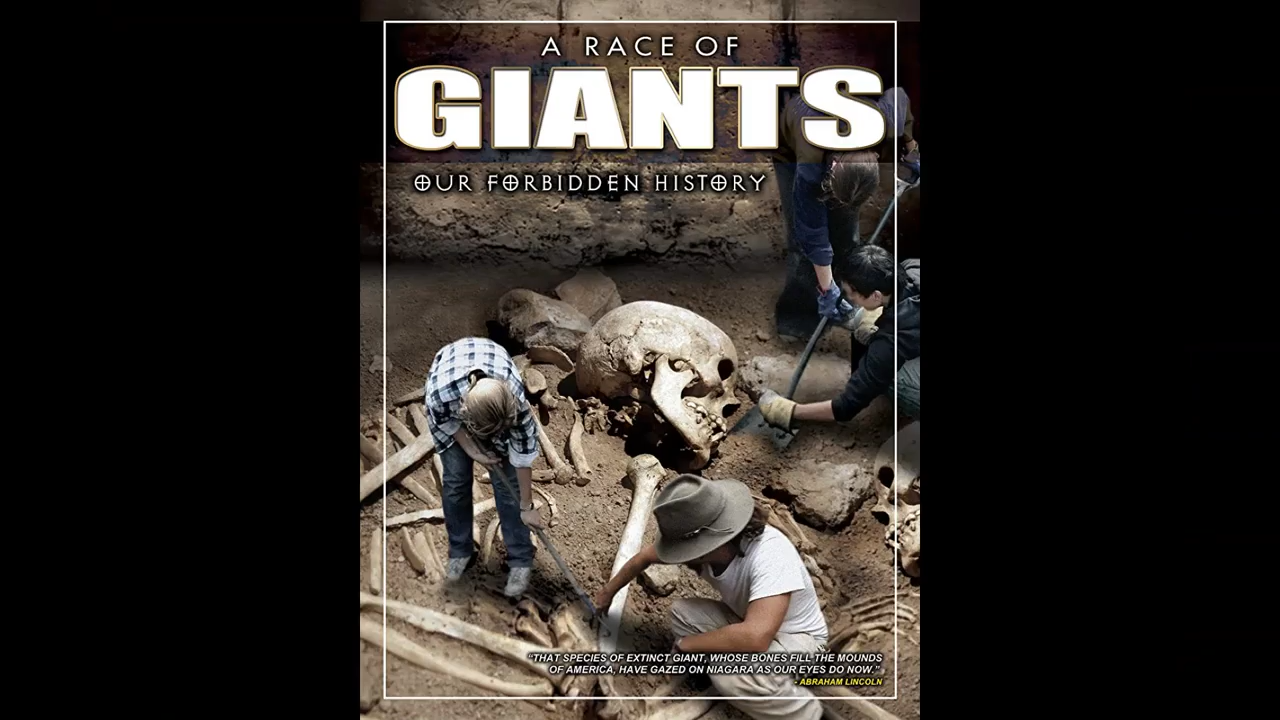 A RACE OF
GIANTS
OUR FORBIDDEN HISTORY
"THAT SPECIES OF EXTINCT GIANT, WHOSE BONES FILL THE MOUNDS
OF AMERICA, HAVE GAZED ON NIAGARA AS OUR EYES DO NOW."
- ABRAHAM LINCOLN